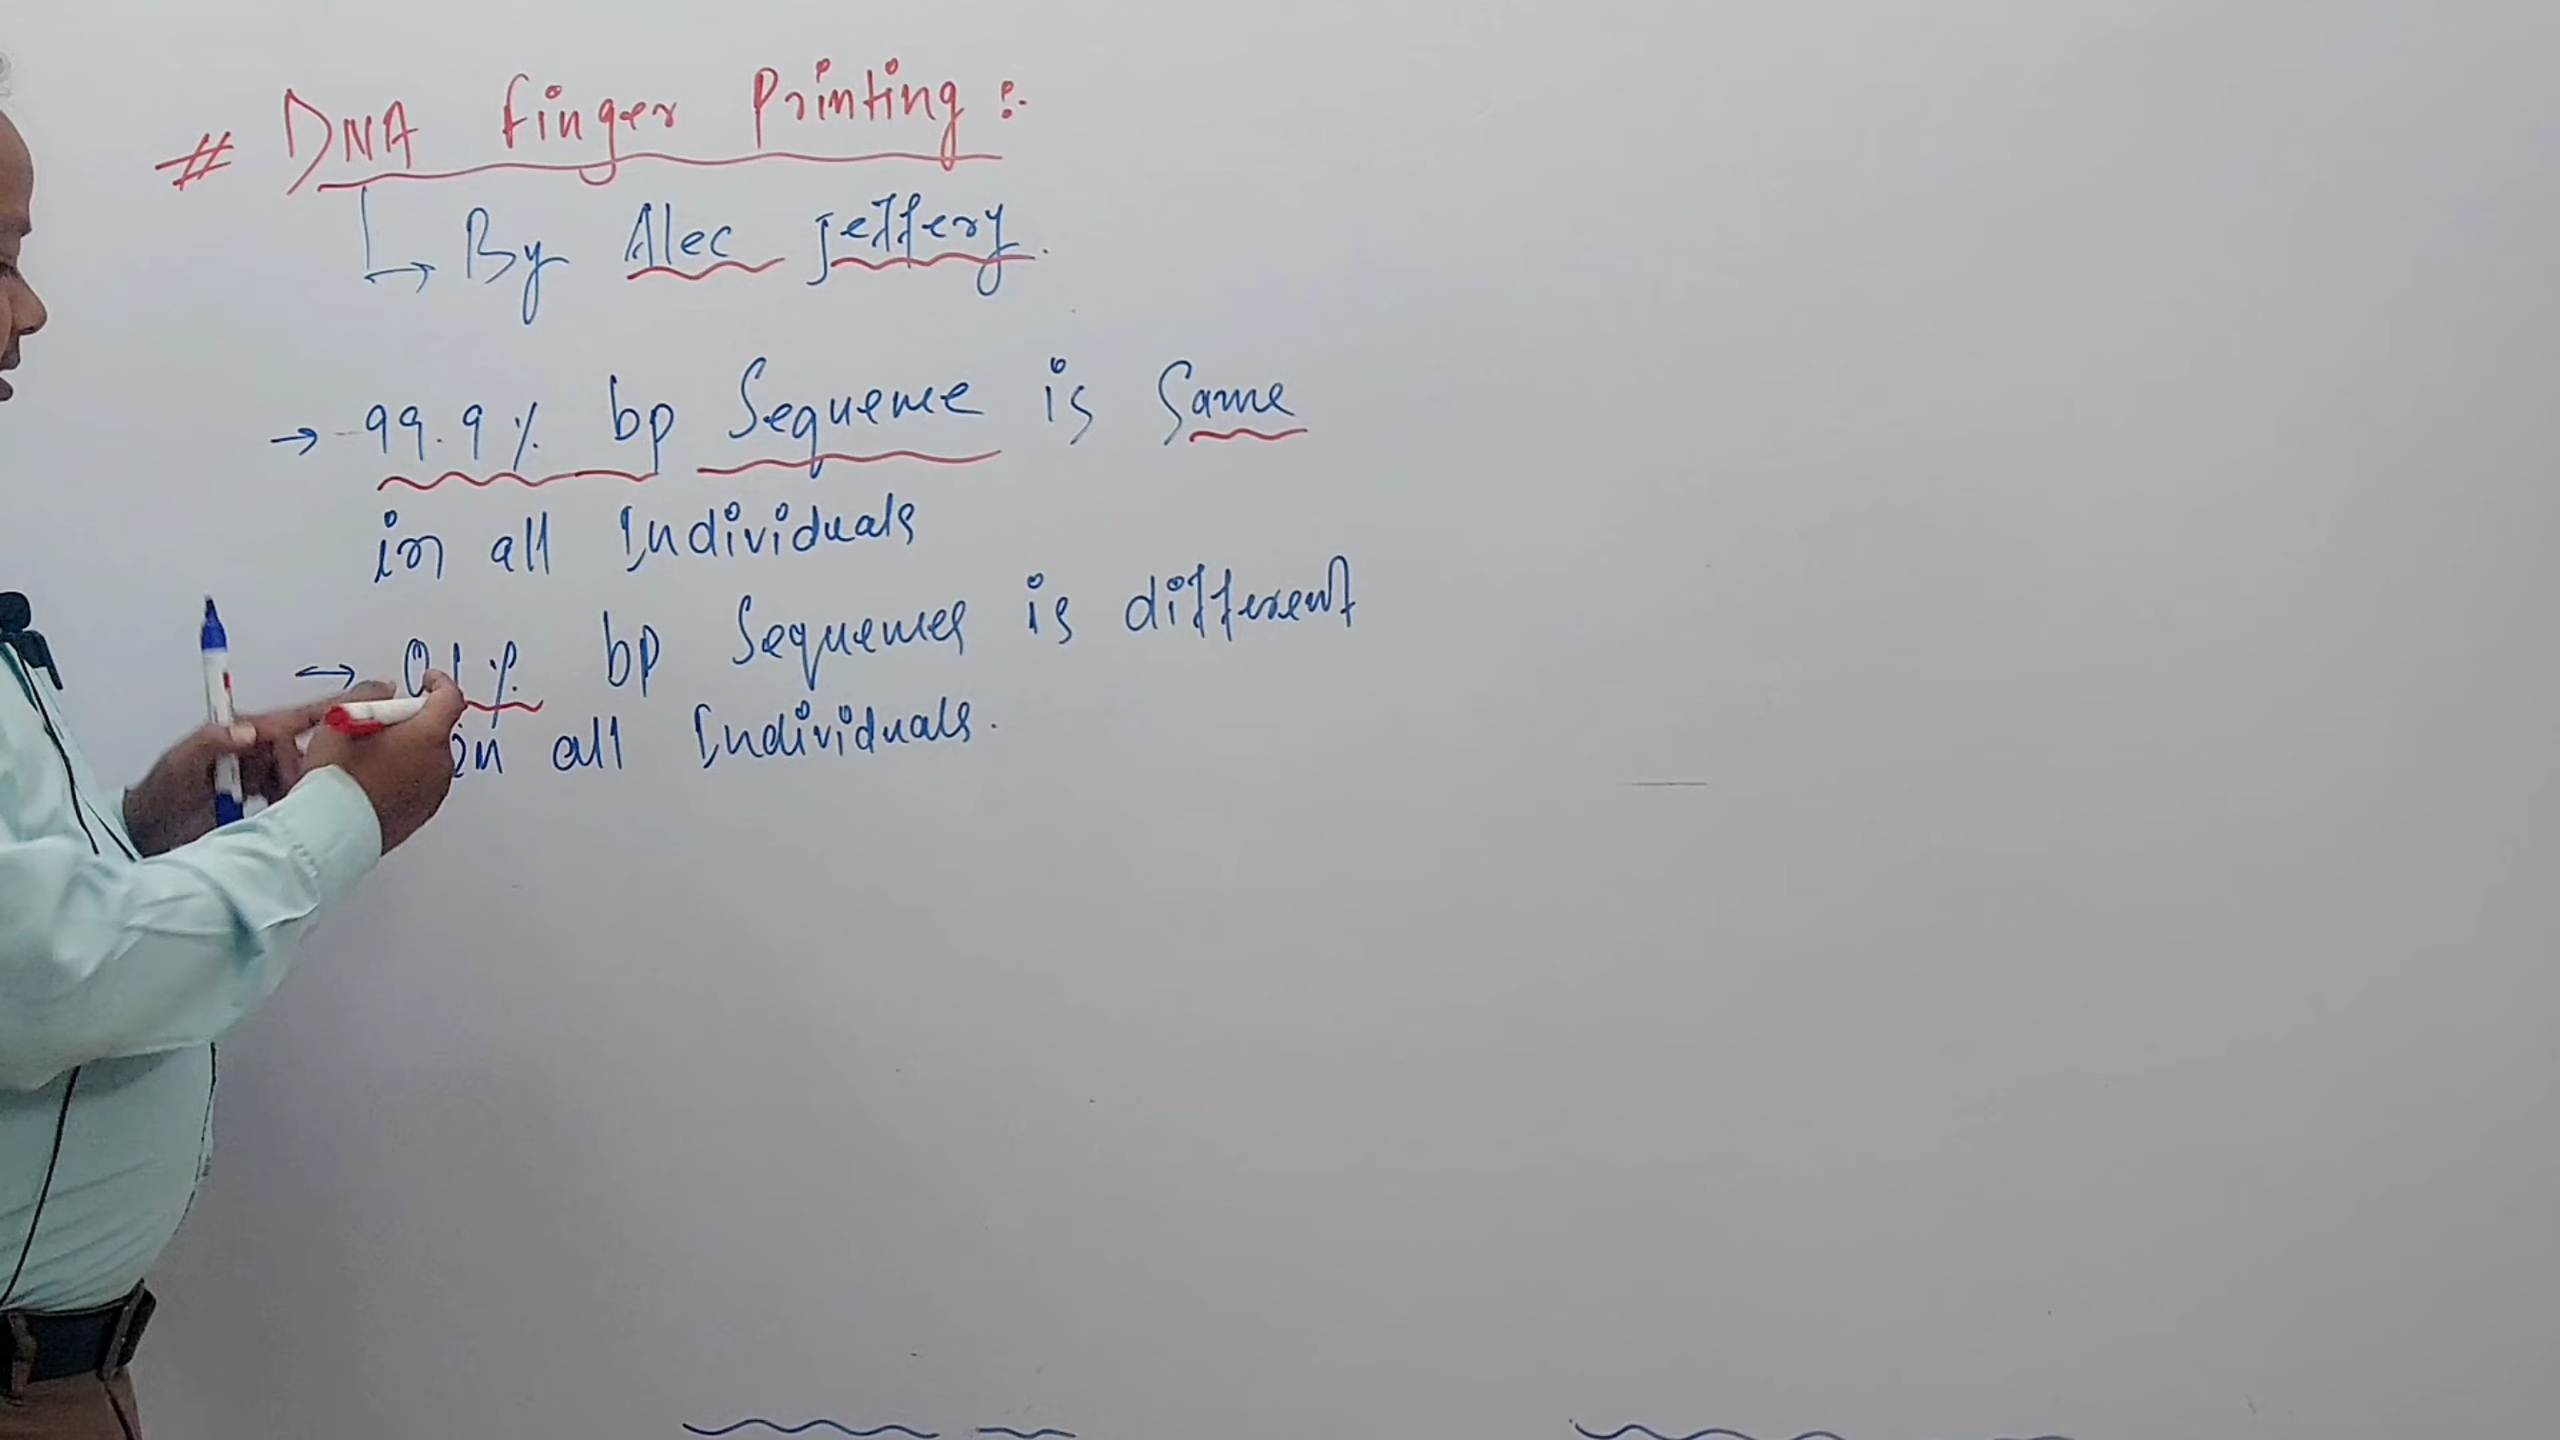 # DNA finger Printing :-
↳ By Alec Jeffery.
→ 99.9% bp Sequence is Same
in all Individuals
→ 0.1% bp Sequences is different
in all Individuals.